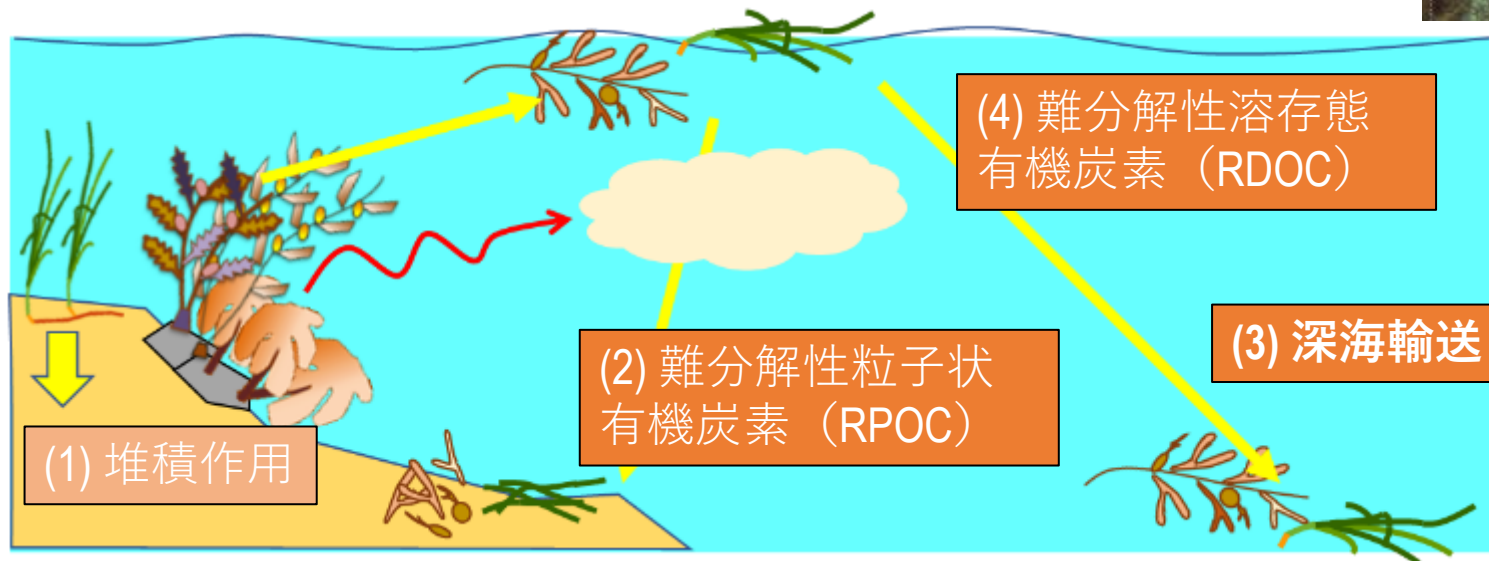 (4) 難分解性溶存態
有機炭素（RDOC）
(3) 深海輸送
(2) 難分解性粒子状
有機炭素（RPOC）
(1) 堆積作用